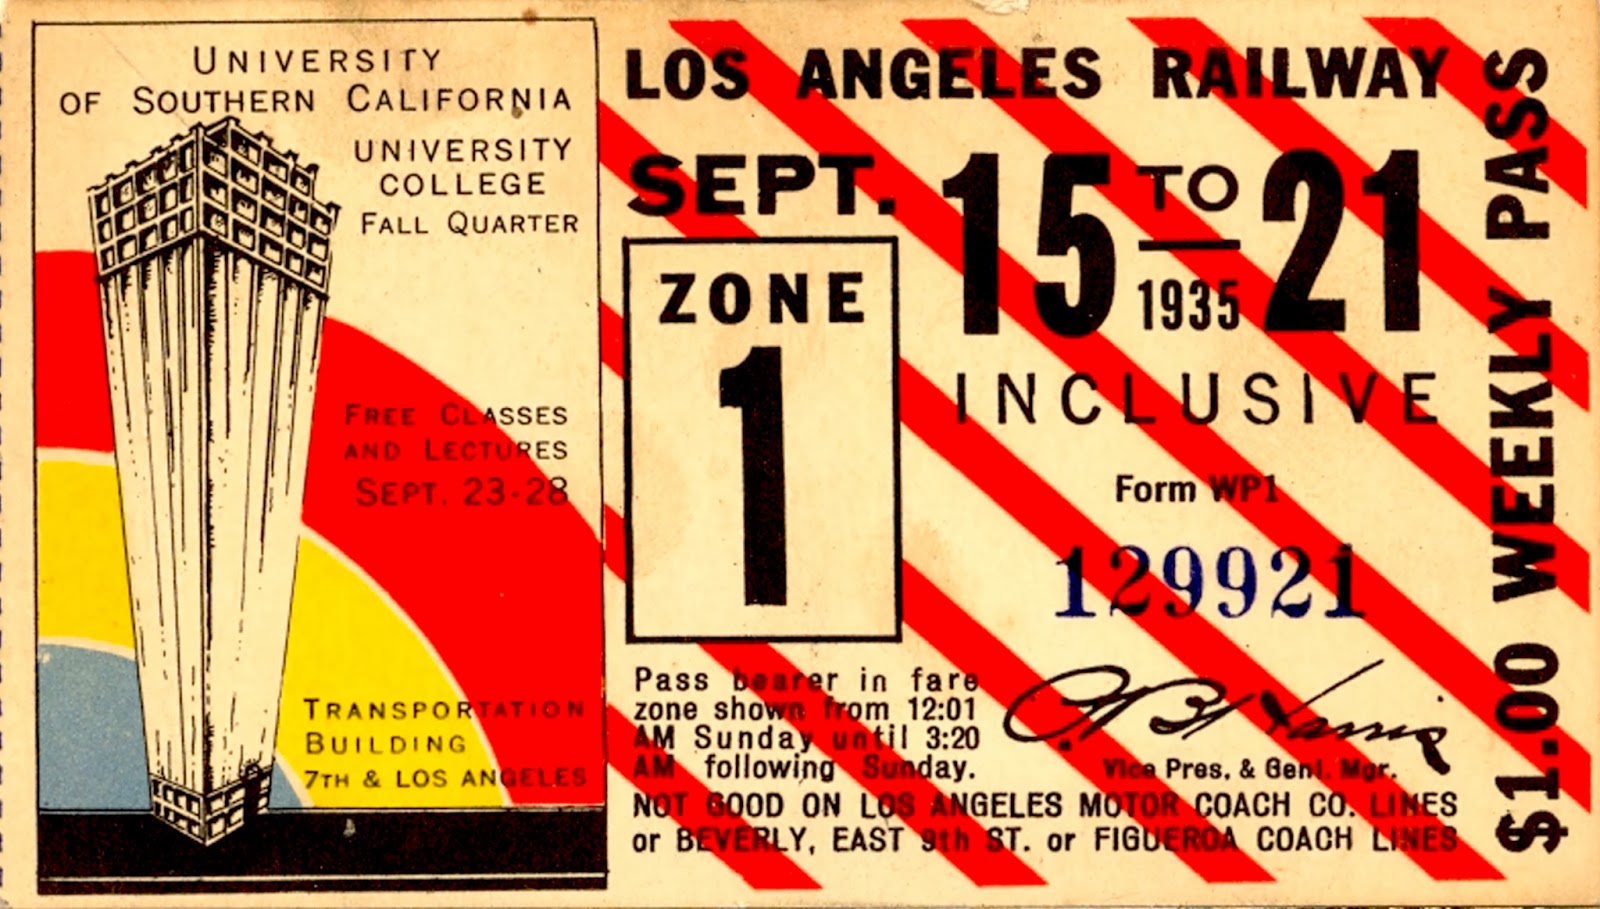 UNIVERSITY
OF SOUTHERN CALIFORNIA
UNIVERSITY
COLLEGE
FALL QUARTER
FREE CLASSES
AND LECTURES
SEPT. 23-28
TRANSPORTATION
BUILDING
7TH & LOS ANGELES
LOS ANGELES RAILWAY
SEPT. 15 TO 21
1935
INCLUSIVE
ZONE
1
Form WP1
129921
Pass bearer in fare
zone shown from 12:01
AM Sunday until 3:20
AM following Sunday.
Vice Pres. & Genl. Mgr.
NOT GOOD ON LOS ANGELES MOTOR COACH CO. LINES
or BEVERLY, EAST 9th ST. or FIGUEROA COACH LINES
$1.00 WEEKLY PASS